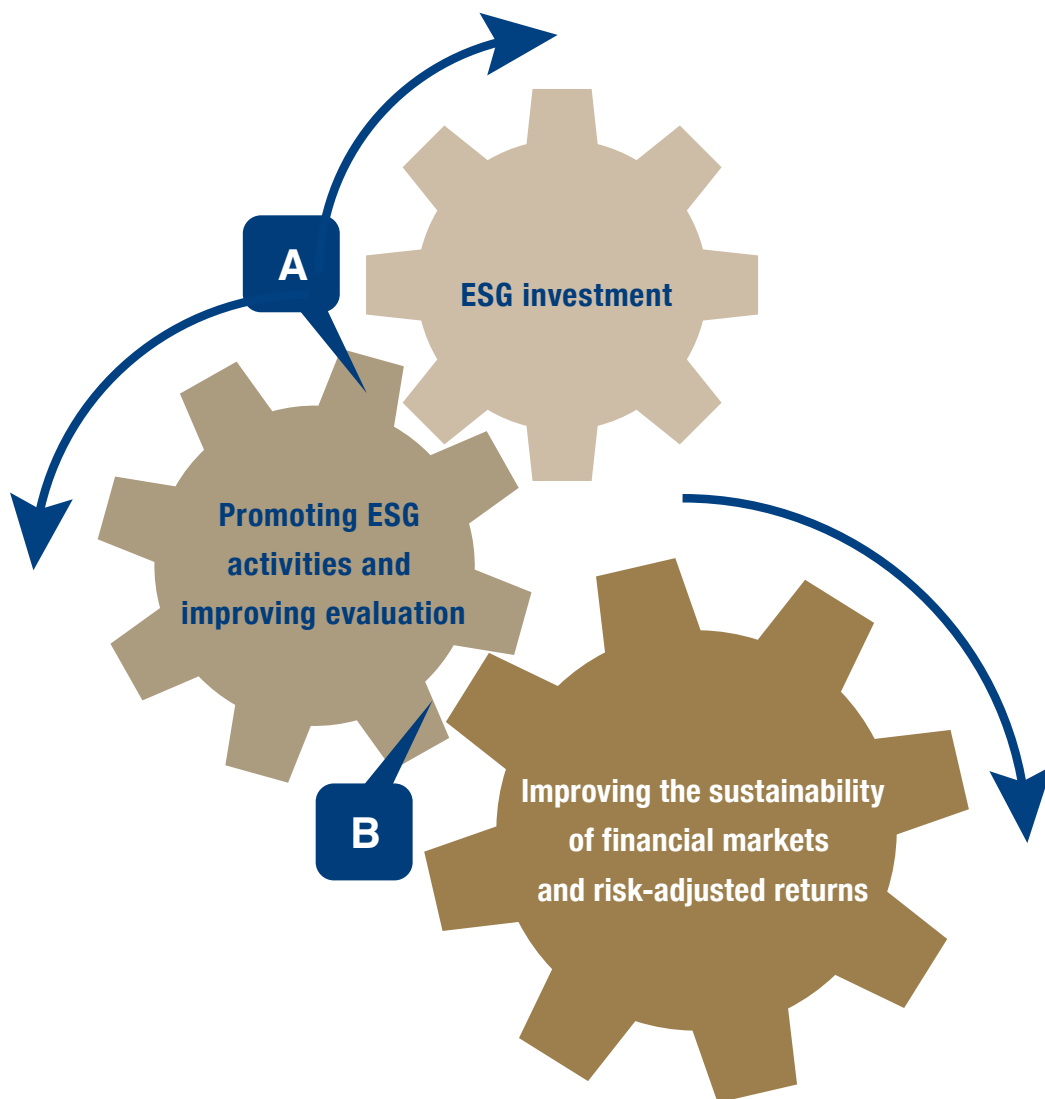 A
ESG investment
Promoting ESG
activities and
improving evaluation
B
Improving the sustainability
of financial markets
and risk-adjusted returns